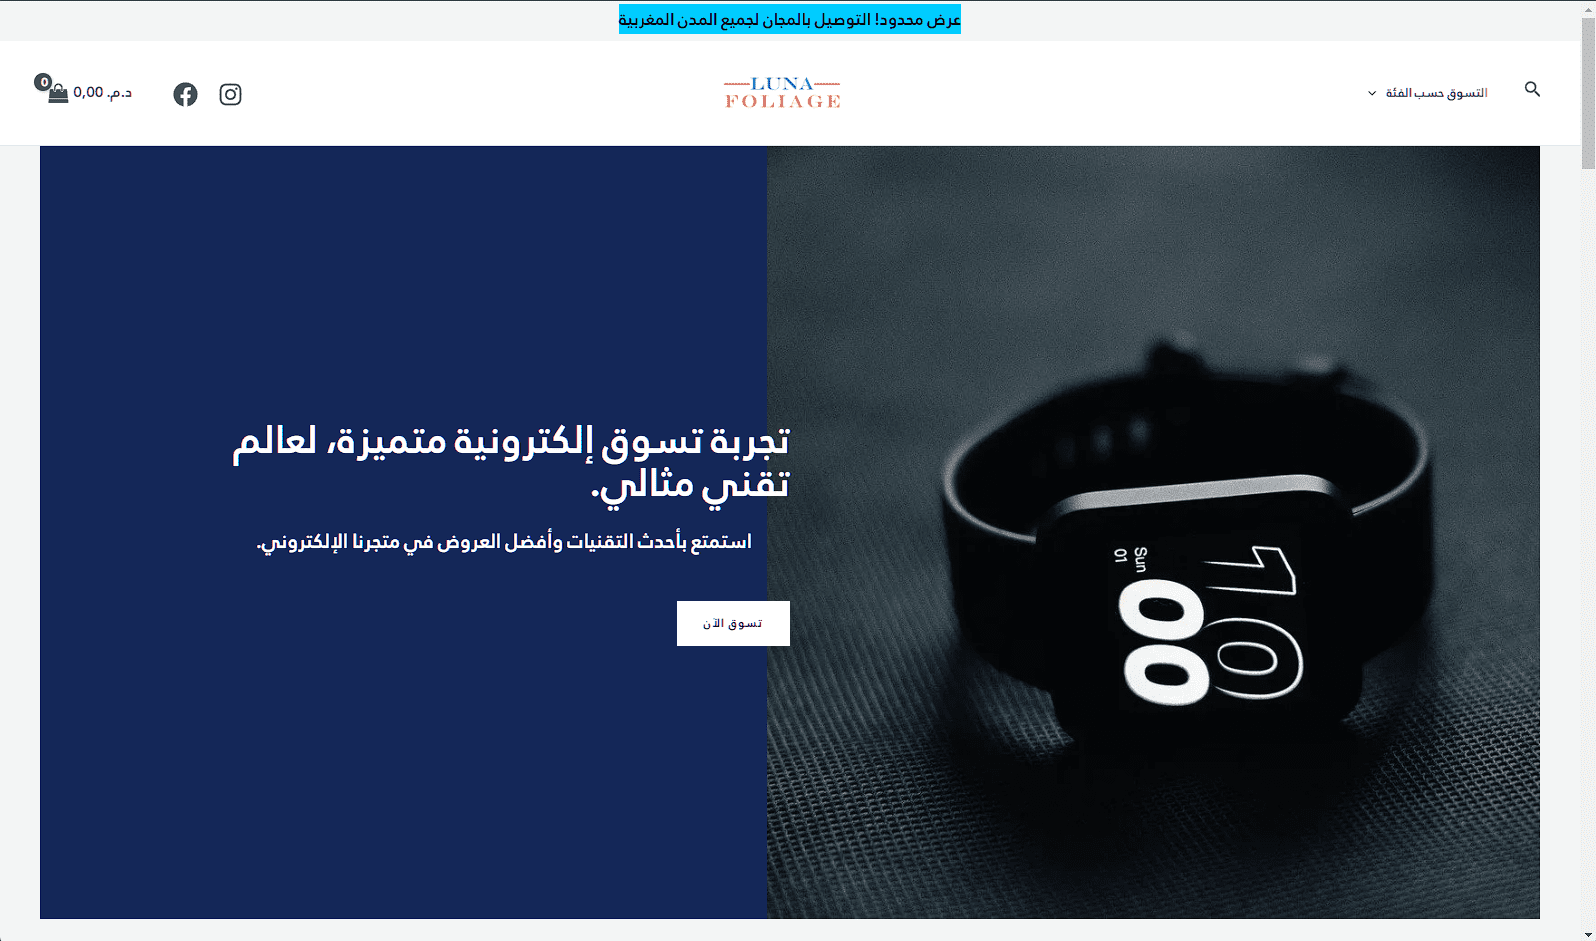 عرض محدود! التوصيل بالمجان لجميع المدن المغربية
التسوق حسب الفئة
LUNA
FOLIAGE
0
د.م. 0,00
تجربة تسوق إلكترونية متميزة، لعالم
تقني مثالي.
استمتع بأحدث التقنيات وأفضل العروض في متجرنا الإلكتروني.
تسوق الآن
Sun
01
10
00